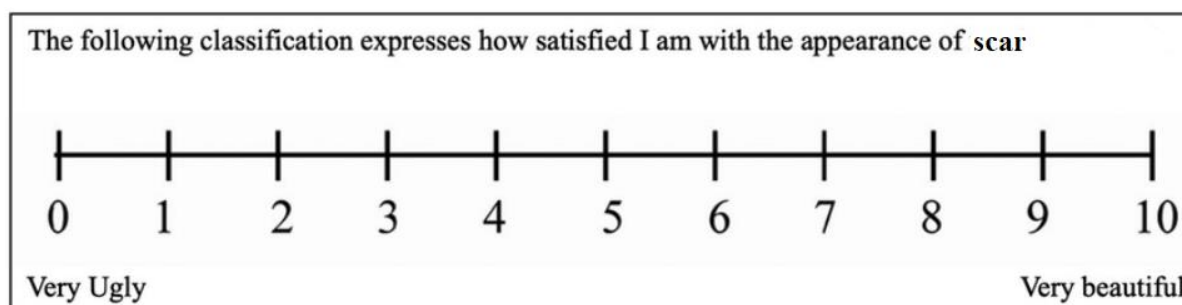 The following classification expresses how satisfied I am with the appearance of scar
0 1 2 3 4 5 6 7 8 9 10
Very Ugly Very beautiful